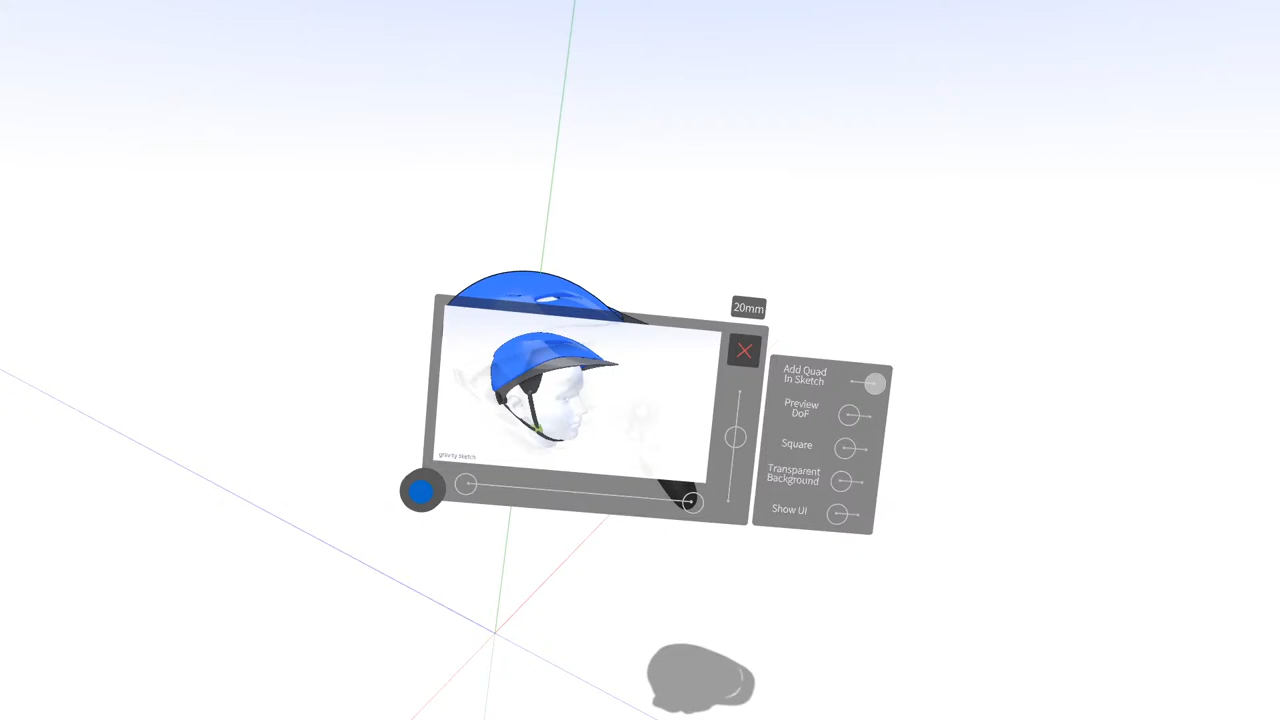 20mm
Add Quad
In Sketch
Preview
DoF
Square
Transparent
Background
Show UI
gravity sketch